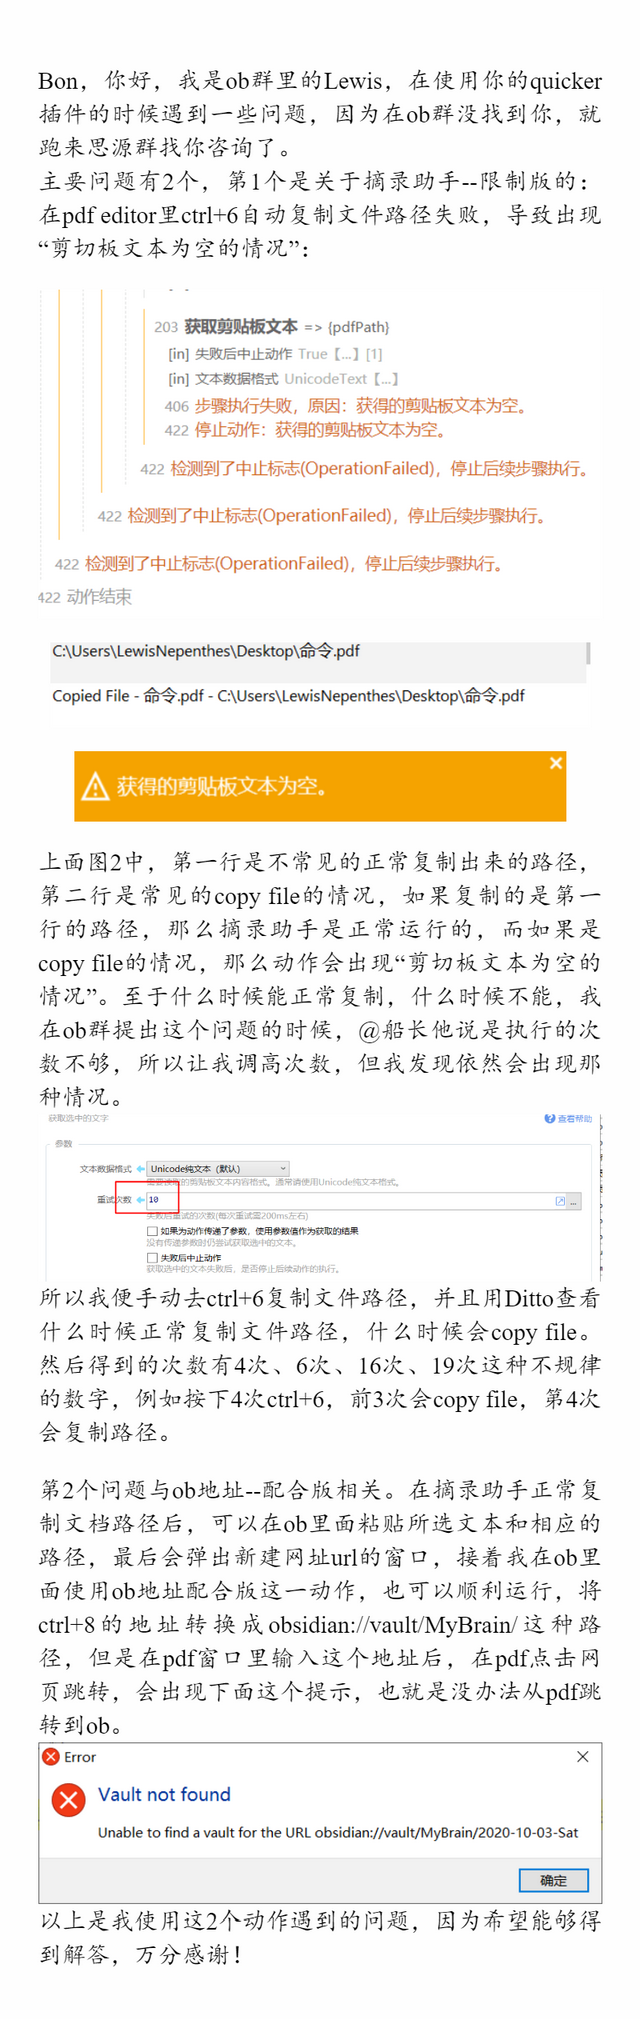 Bon，你好，我是ob群里的Lewis，在使用你的quicker
插件的时候遇到一些问题，因为在ob群没找到你，就
跑来思源群找你咨询了。
主要问题有2个，第1个是关于摘录助手--限制版的：
在pdf editor里ctrl+6自动复制文件路径失败，导致出现
“剪切板文本为空的情况”：
203 获取剪贴板文本 => {pdfPath}
[in] 失败后中止动作 True【...】[1]
[in] 文本数据格式 UnicodeText【...】
406 步骤执行失败，原因：获得的剪贴板文本为空。
422 停止动作：获得的剪贴板文本为空。
422 检测到了中止标志(OperationFailed)，停止后续步骤执行。
422 检测到了中止标志(OperationFailed)，停止后续步骤执行。
422 检测到了中止标志(OperationFailed)，停止后续步骤执行。
422 动作结束
C:\Users\LewisNepenthes\Desktop\命令.pdf
Copied File - 命令.pdf - C:\Users\LewisNepenthes\Desktop\命令.pdf
获得的剪贴板文本为空。
上面图2中，第一行是不常见的正常复制出来的路径，
第二行是常见的copy file的情况，如果复制的是第一
行的路径，那么摘录助手是正常运行的，而如果是
copy file的情况，那么动作会出现“剪切板文本为空的
情况”。至于什么时候能正常复制，什么时候不能，我
在ob群提出这个问题的时候，@船长他说是执行的次
数不够，所以让我调高次数，但我发现依然会出现那
种情况。
获取选中的文字 查看帮助
参数
文本数据格式 Unicode纯文本（默认）
需要读取的剪贴板文本内容格式。通常请使用Unicode纯文本格式。
重试次数 10 ...
失败后重试的次数(每次重试需200ms左右)
如果为动作传递了参数，使用参数值作为获取的结果
没有传递参数时仍尝试获取选中的文本。
失败后中止动作
获取选中的文本失败后，是否停止后续动作的执行。
所以我便手动去ctrl+6复制文件路径，并且用Ditto查看
什么时候正常复制文件路径，什么时候会copy file。
然后得到的次数有4次、6次、16次、19次这种不规律
的数字，例如按下4次ctrl+6，前3次会copy file，第4次
会复制路径。
第2个问题与ob地址--配合版相关。在摘录助手正常复
制文档路径后，可以在ob里面粘贴所选文本和相应的
路径，最后会弹出新建网址url的窗口，接着我在ob里
面使用ob地址配合版这一动作，也可以顺利运行，将
ctrl+8的地址转换成obsidian://vault/MyBrain/这种路
径，但是在pdf窗口里输入这个地址后，在pdf点击网
页跳转，会出现下面这个提示，也就是没办法从pdf跳
转到ob。
Error
Vault not found
Unable to find a vault for the URL obsidian://vault/MyBrain/2020-10-03-Sat
确定
以上是我使用这2个动作遇到的问题，因为希望能够得
到解答，万分感谢！